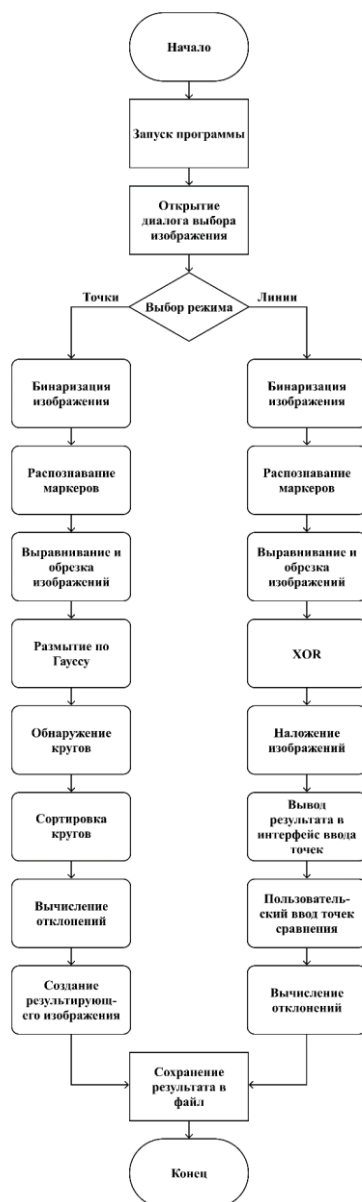 Начало
Запуск программы
Открытие
диалога выбора
изображения
Точки
Выбор режима
Линии
Бинаризация
изображения
Распознавание
маркеров
Выравнивание и
обрезка
изображений
Размытие по
Гауссу
Обнаружение
кругов
Сортировка
кругов
Вычисление
отклонений
Создание
результирующ-
его изображения
Бинаризация
изображения
Распознавание
маркеров
Выравнивание и
обрезка
изображений
XOR
Наложение
изображений
Вывод
результата в
интерфейс ввода
точек
Пользователь-
ский ввод точек
сравнения
Вычисление
отклонений
Сохранение
результата в
файл
Конец